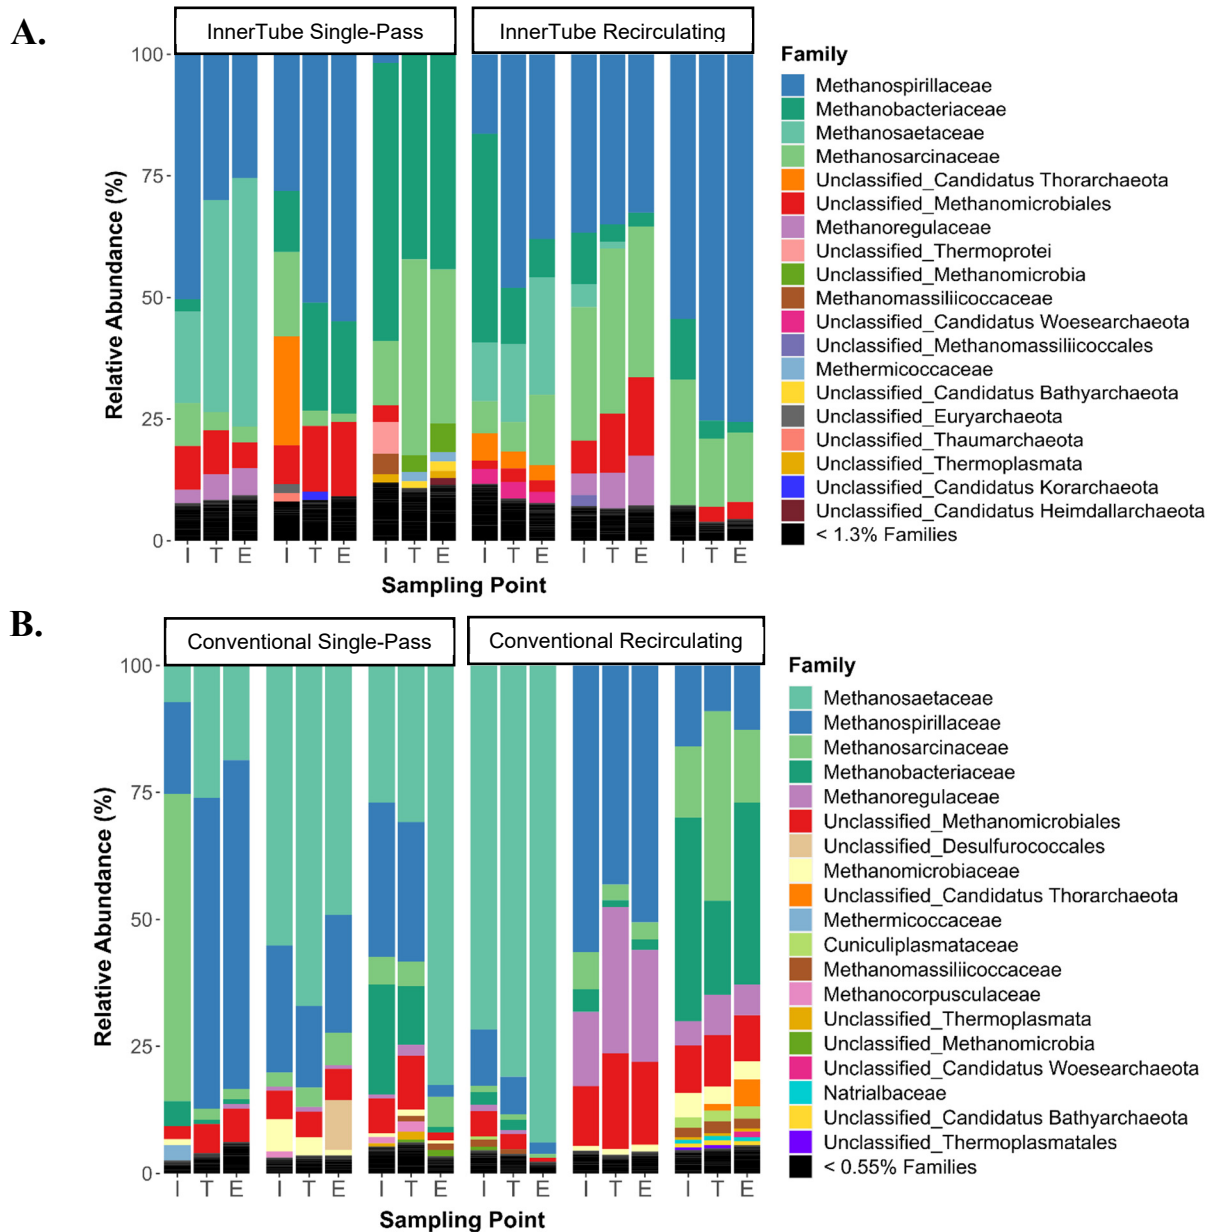 A.
InnerTube Single-Pass
InnerTube Recirculating
Relative Abundance (%)
100
75
50
25
0
I T E I T E I T E I T E I T E I T E
Sampling Point
Family
Methanospirillaceae
Methanobacteriaceae
Methanosaetaceae
Methanosarcinaceae
Unclassified_Candidatus Thorarchaeota
Unclassified_Methanomicrobiales
Methanoregulaceae
Unclassified_Thermoprotei
Unclassified_Methanomicrobia
Methanomassiliicoccaceae
Unclassified_Candidatus Woesearchaeota
Unclassified_Methanomassiliicoccales
Methermicoccaceae
Unclassified_Candidatus Bathyarchaeota
Unclassified_Euryarchaeota
Unclassified_Thaumarchaeota
Unclassified_Thermoplasmata
Unclassified_Candidatus Korarchaeota
Unclassified_Candidatus Heimdallarchaeota
< 1.3% Families
B.
Conventional Single-Pass
Conventional Recirculating
Relative Abundance (%)
100
75
50
25
0
I T E I T E I T E I T E I T E I T E
Sampling Point
Family
Methanosaetaceae
Methanospirillaceae
Methanosarcinaceae
Methanobacteriaceae
Methanoregulaceae
Unclassified_Methanomicrobiales
Unclassified_Desulfurococcales
Methanomicrobiaceae
Unclassified_Candidatus Thorarchaeota
Methermicoccaceae
Cuniculiplasmataceae
Methanomassiliicoccaceae
Methanocorpusculaceae
Unclassified_Thermoplasmata
Unclassified_Methanomicrobia
Unclassified_Candidatus Woesearchaeota
Natrialbaceae
Unclassified_Candidatus Bathyarchaeota
Unclassified_Thermoplasmatales
< 0.55% Families